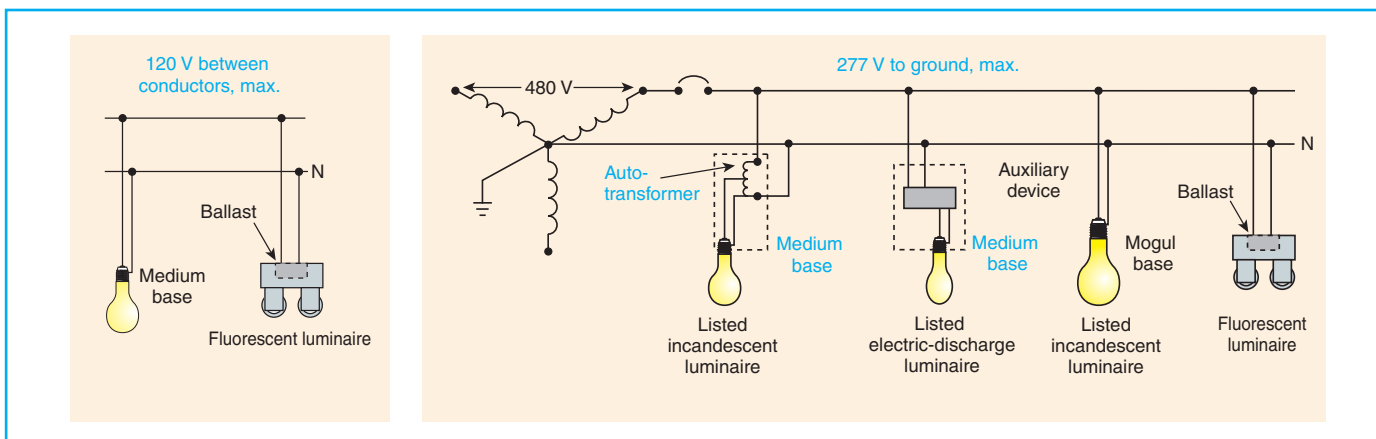 120 V between
conductors, max.
N
Ballast
Medium
base
Fluorescent luminaire
480 V
277 V to ground, max.
N
Auto-
transformer
Medium
base
Listed
incandescent
luminaire
Auxiliary
device
Medium
base
Listed
electric-discharge
luminaire
Mogul
base
Listed
incandescent
luminaire
Ballast
Fluorescent
luminaire